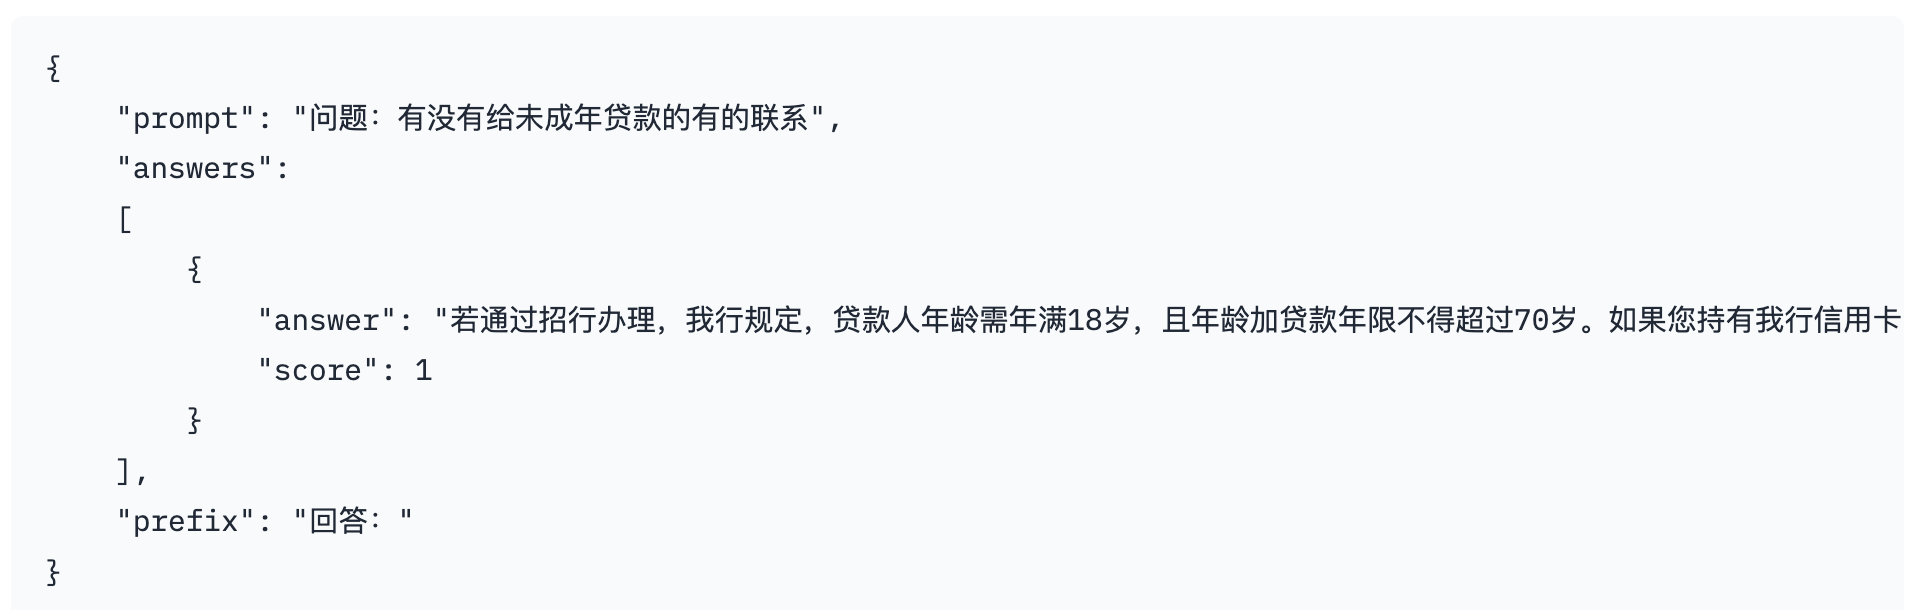 {
"prompt": "问题：有没有给未成年贷款的有的联系",
"answers":
[
{
"answer": "若通过招行办理，我行规定，贷款人年龄需年满18岁，且年龄加贷款年限不得超过70岁。如果您持有我行信用卡
"score": 1
}
],
"prefix": "回答："
}